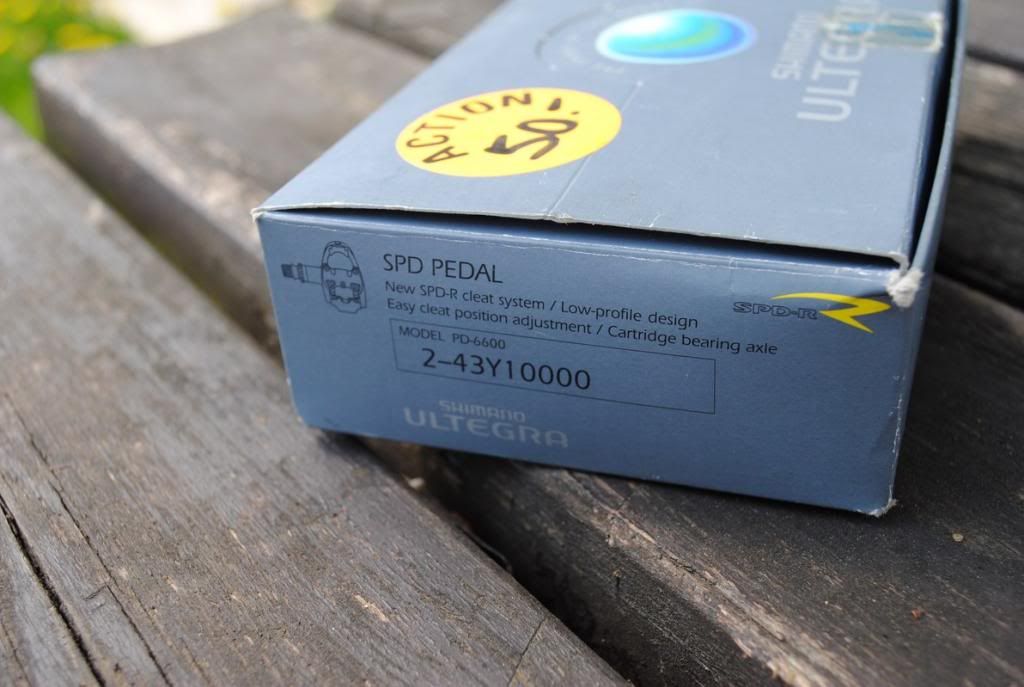 SHIMANO
ACTION
50.-
SPD PEDAL
New SPD-R cleat system / Low-profile design
Easy cleat position adjustment / Cartridge bearing axle
SPD-R
MODEL PD-6600
2-43Y10000
SHIMANO
ULTEGRA